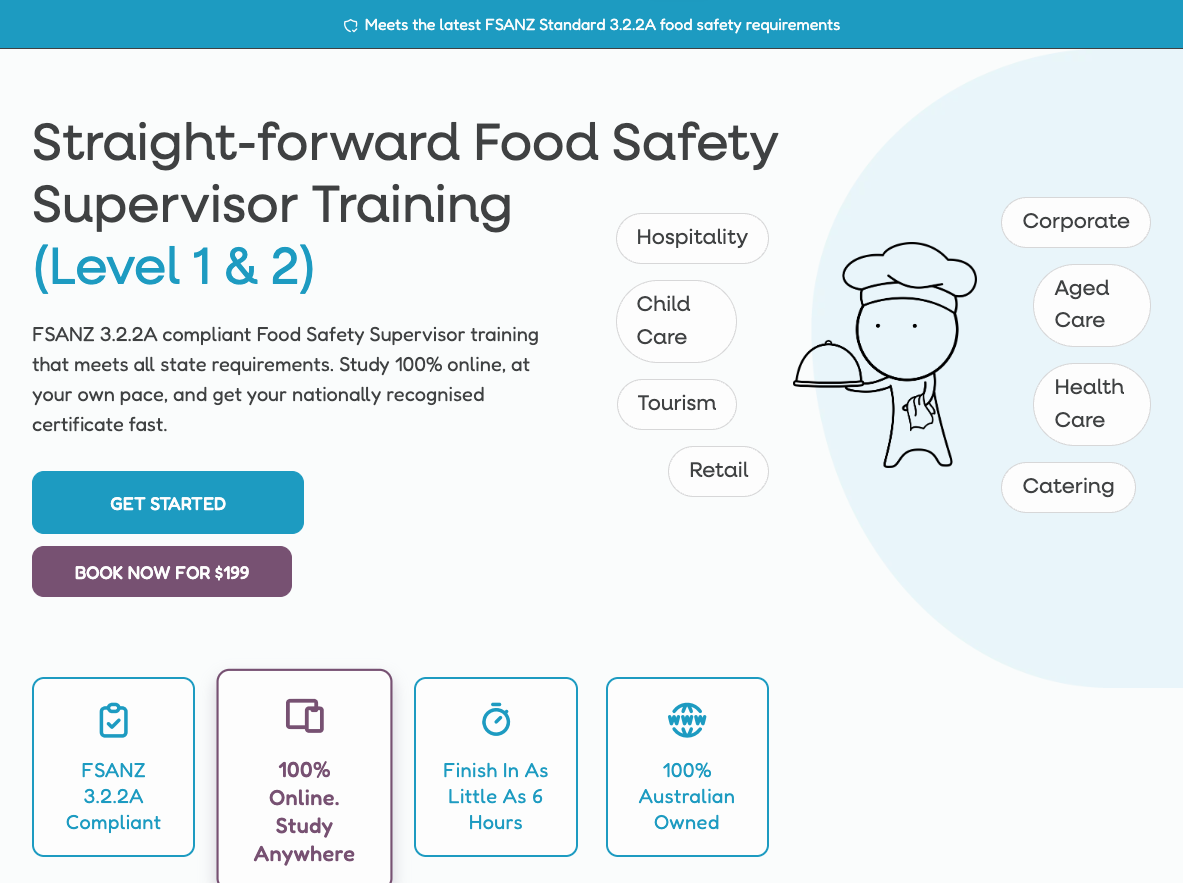 Meets the latest FSANZ Standard 3.2.2A food safety requirements
Straight-forward Food Safety
Supervisor Training
(Level 1 & 2)
FSANZ 3.2.2A compliant Food Safety Supervisor training
that meets all state requirements. Study 100% online, at
your own pace, and get your nationally recognised
certificate fast.
GET STARTED
BOOK NOW FOR $199
Hospitality
Child
Care
Tourism
Retail
Corporate
Aged
Care
Health
Care
Catering
FSANZ
3.2.2A
Compliant
100%
Online.
Study
Anywhere
Finish In As
Little As 6
Hours
WWW
100%
Australian
Owned